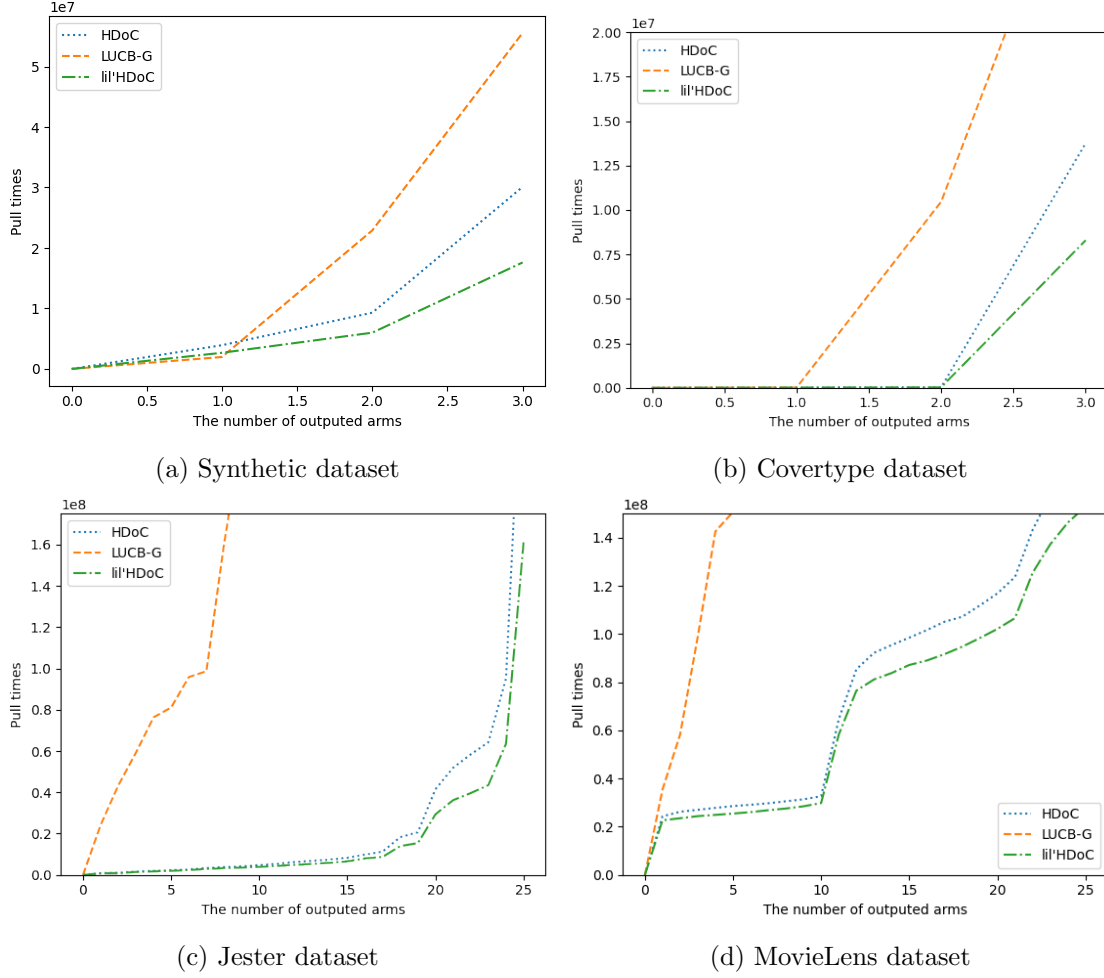 1e7
HDoC
LUCB-G
lil'HDoC
5
4
3
2
1
0
Pull times
0.0 0.5 1.0 1.5 2.0 2.5 3.0
The number of outputed arms
(a) Synthetic dataset
1e7
HDoC
LUCB-G
lil'HDoC
2.00
1.75
1.50
1.25
1.00
0.75
0.50
0.25
0.00
Pull times
0.0 0.5 1.0 1.5 2.0 2.5 3.0
The number of outputed arms
(b) Covertype dataset
1e8
HDoC
LUCB-G
lil'HDoC
1.6
1.4
1.2
1.0
0.8
0.6
0.4
0.2
0.0
Pull times
0 5 10 15 20 25
The number of outputed arms
(c) Jester dataset
1e8
1.4
1.2
1.0
0.8
0.6
0.4
0.2
0.0
Pull times
HDoC
LUCB-G
lil'HDoC
0 5 10 15 20 25
The number of outputed arms
(d) MovieLens dataset